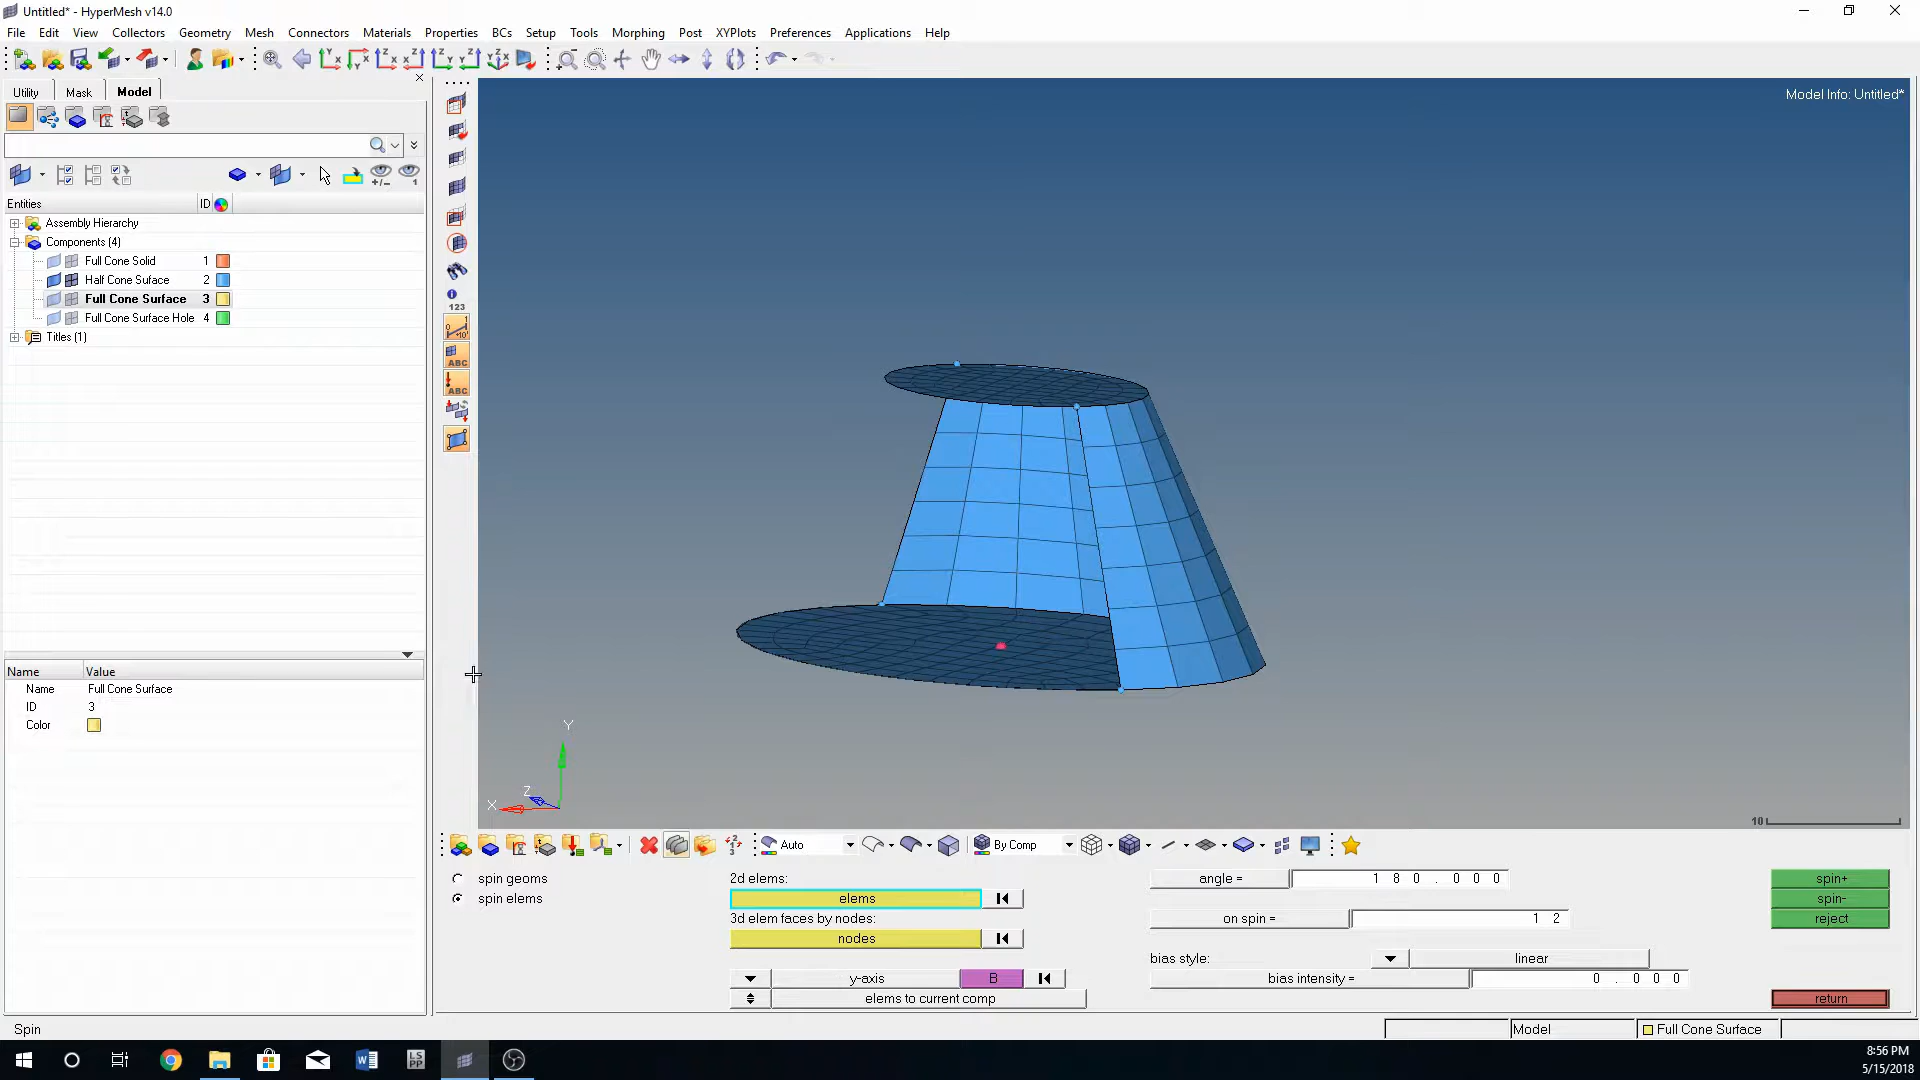 Untitled* - HyperMesh v14.0
File Edit View Collectors Geometry Mesh Connectors Materials Properties BCs Setup Tools Morphing Post XYPlots Preferences Applications Help
Utility Mask Model
Model Info: Untitled*
Entities ID
Assembly Hierarchy
Components (4)
Full Cone Solid 1
Half Cone Suface 2
Full Cone Surface 3
Full Cone Surface Hole 4
Titles (1)
123
ABC
ABC
Name Value
Name Full Cone Surface
ID 3
Color
Y
Z
X
10
Auto
By Comp
spin geoms
spin elems
2d elems:
elems
3d elem faces by nodes:
nodes
y-axis B
elems to current comp
angle = 180.000
on spin = 12
bias style: linear
bias intensity = 0.000
spin+
spin-
reject
return
Spin
Model
Full Cone Surface
8:56 PM
5/15/2018